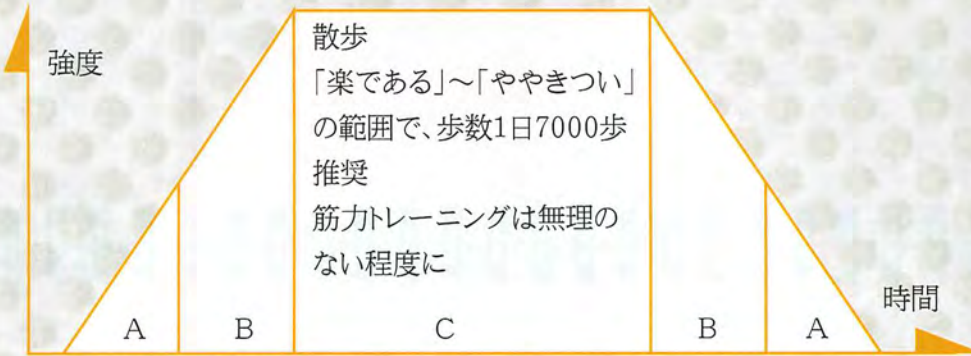 強度
散歩
「楽である」～「ややきつい」
の範囲で、歩数1日7000歩
推奨
筋力トレーニングは無理の
ない程度に
時間
A B C B A